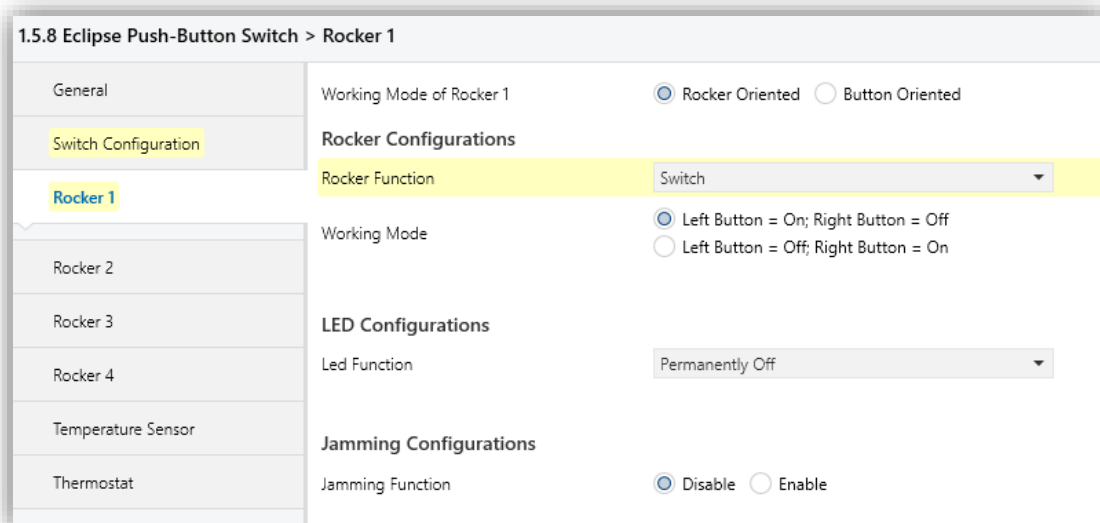 1.5.8 Eclipse Push-Button Switch > Rocker 1
General
Switch Configuration
Rocker 1
Rocker 2
Rocker 3
Rocker 4
Temperature Sensor
Thermostat
Working Mode of Rocker 1 Rocker Oriented Button Oriented
Rocker Configurations
Rocker Function Switch
Working Mode
Left Button = On; Right Button = Off
Left Button = Off; Right Button = On
LED Configurations
Led Function Permanently Off
Jamming Configurations
Jamming Function Disable Enable